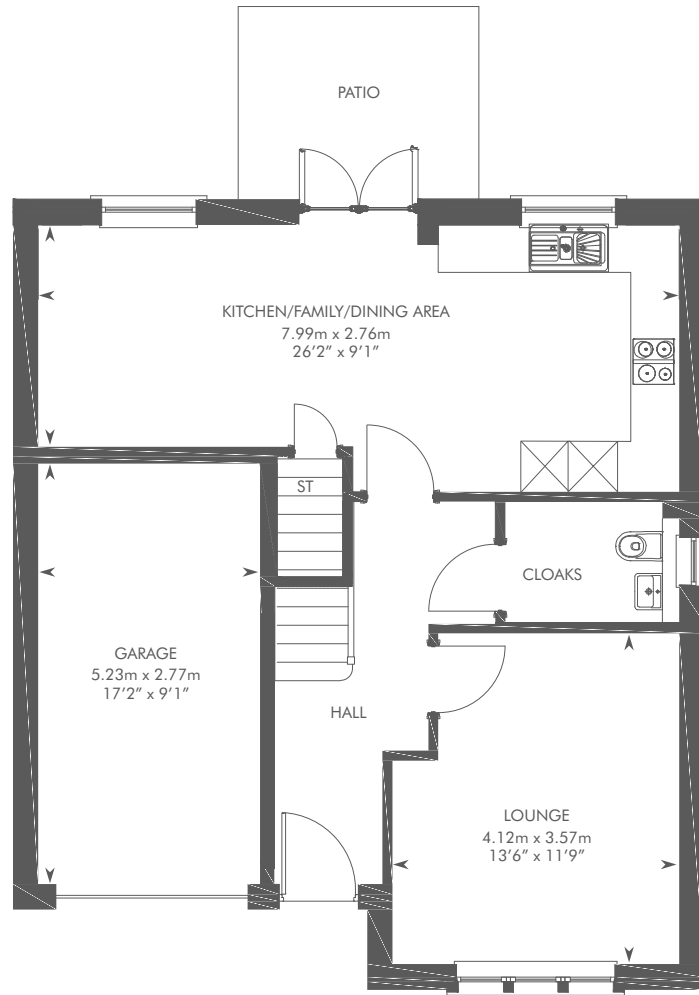 PATIO
KITCHEN/FAMILY/DINING AREA
7.99m x 2.76m
26’2” x 9’1”
ST
CLOAKS
GARAGE
5.23m x 2.77m
17’2” x 9’1”
HALL
LOUNGE
4.12m x 3.57m
13’6” x 11’9”